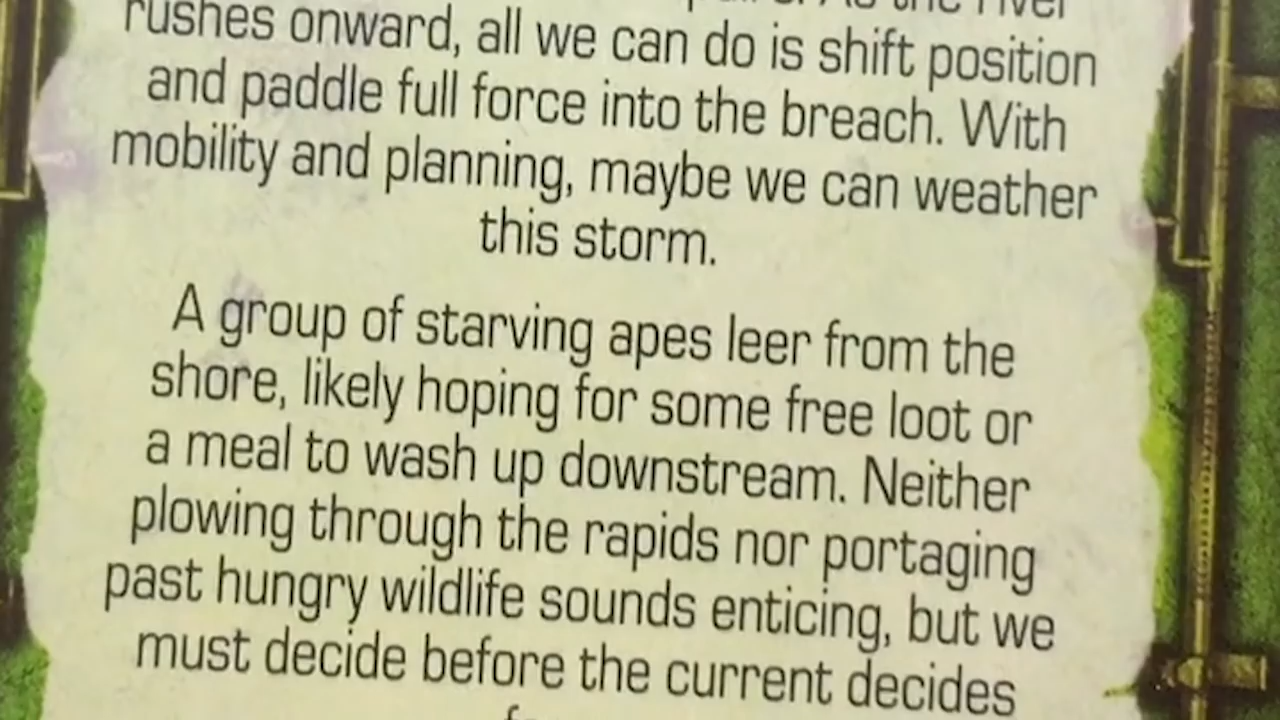 the river
rushes onward, all we can do is shift position
and paddle full force into the breach. With
mobility and planning, maybe we can weather
this storm.
A group of starving apes leer from the
shore, likely hoping for some free loot or
a meal to wash up downstream. Neither
plowing through the rapids nor portaging
past hungry wildlife sounds enticing, but we
must decide before the current decides